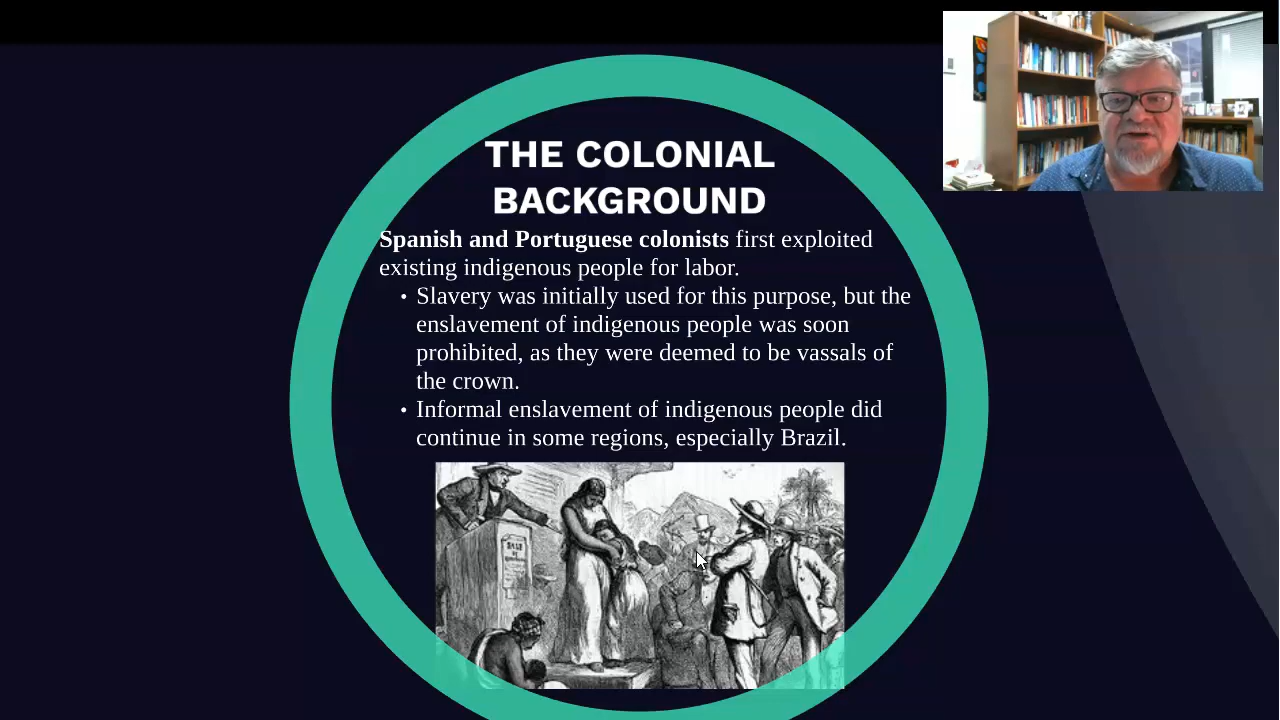 THE COLONIAL
BACKGROUND
Spanish and Portuguese colonists first exploited
existing indigenous people for labor.
• Slavery was initially used for this purpose, but the
enslavement of indigenous people was soon
prohibited, as they were deemed to be vassals of
the crown.
• Informal enslavement of indigenous people did
continue in some regions, especially Brazil.